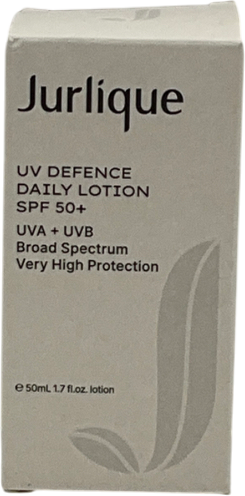 Jurlique
UV DEFENCE
DAILY LOTION
SPF 50+
UVA + UVB
Broad Spectrum
Very High Protection
℮ 50mL 1.7 fl.oz. lotion